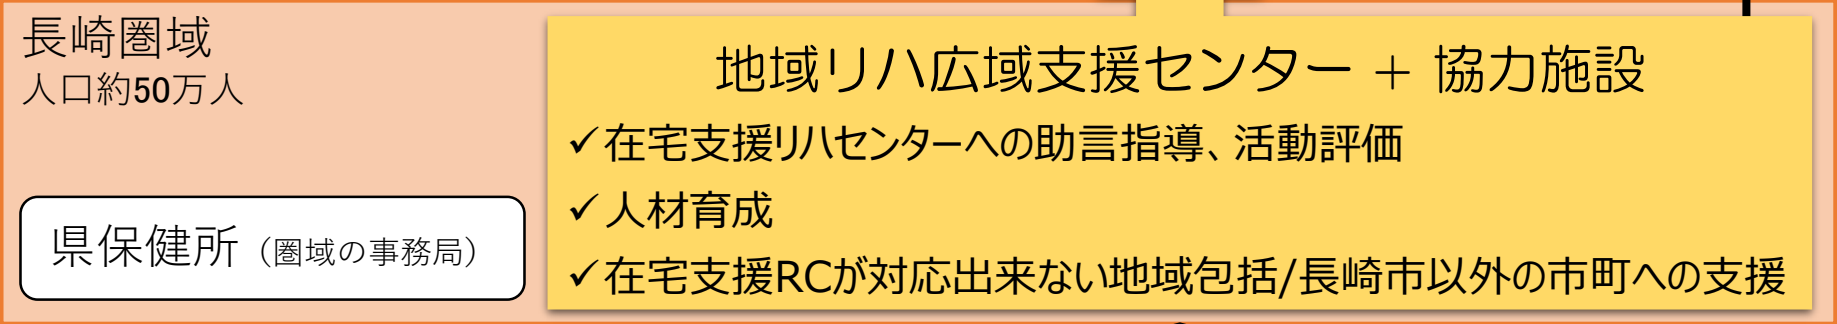 長崎圏域
人口約50万人
県保健所（圏域の事務局）
地域リハ広域支援センター + 協力施設
✓在宅支援リハセンターへの助言指導、活動評価
✓人材育成
✓在宅支援RCが対応出来ない地域包括/長崎市以外の市町への支援